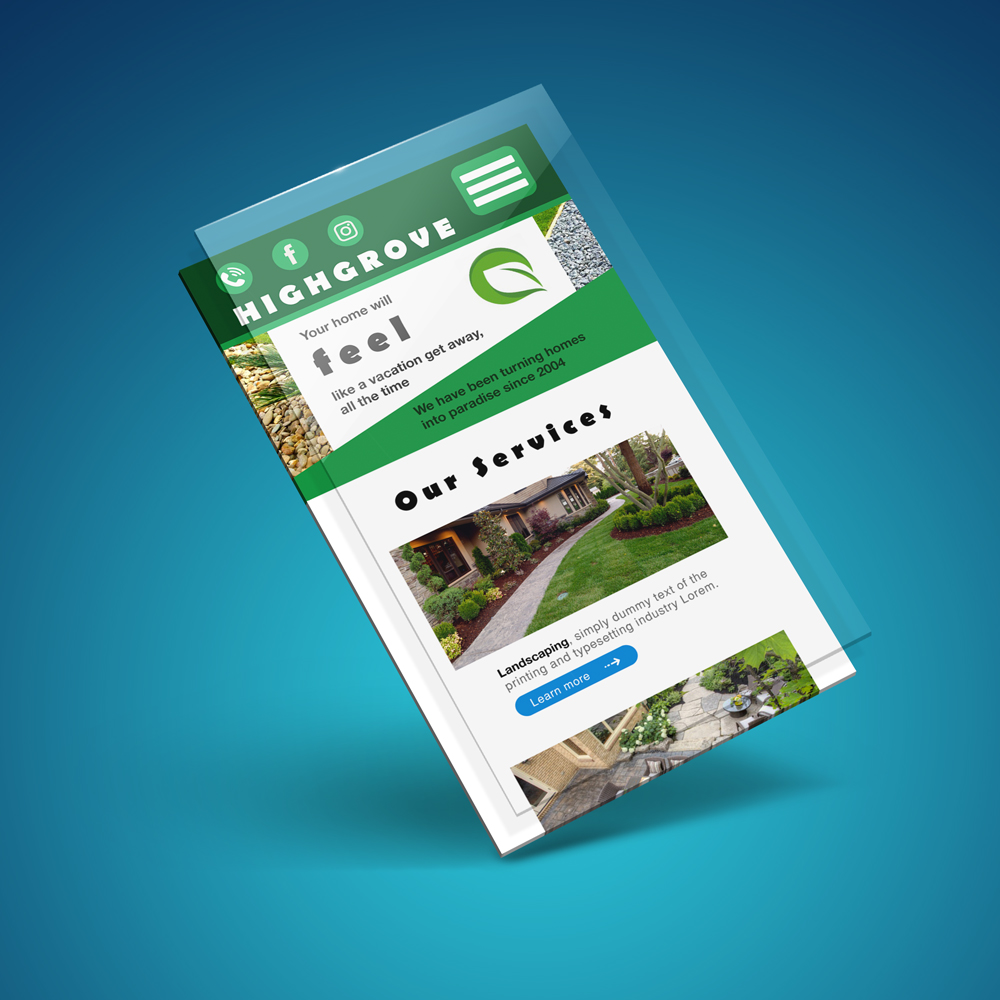 HIGHGROVE
Your home will
feel
like a vacation get away,
all the time
We have been turning homes
into paradise since 2004
Our Services
Landscaping, simply dummy text of the
printing and typesetting industry Lorem.
Learn more